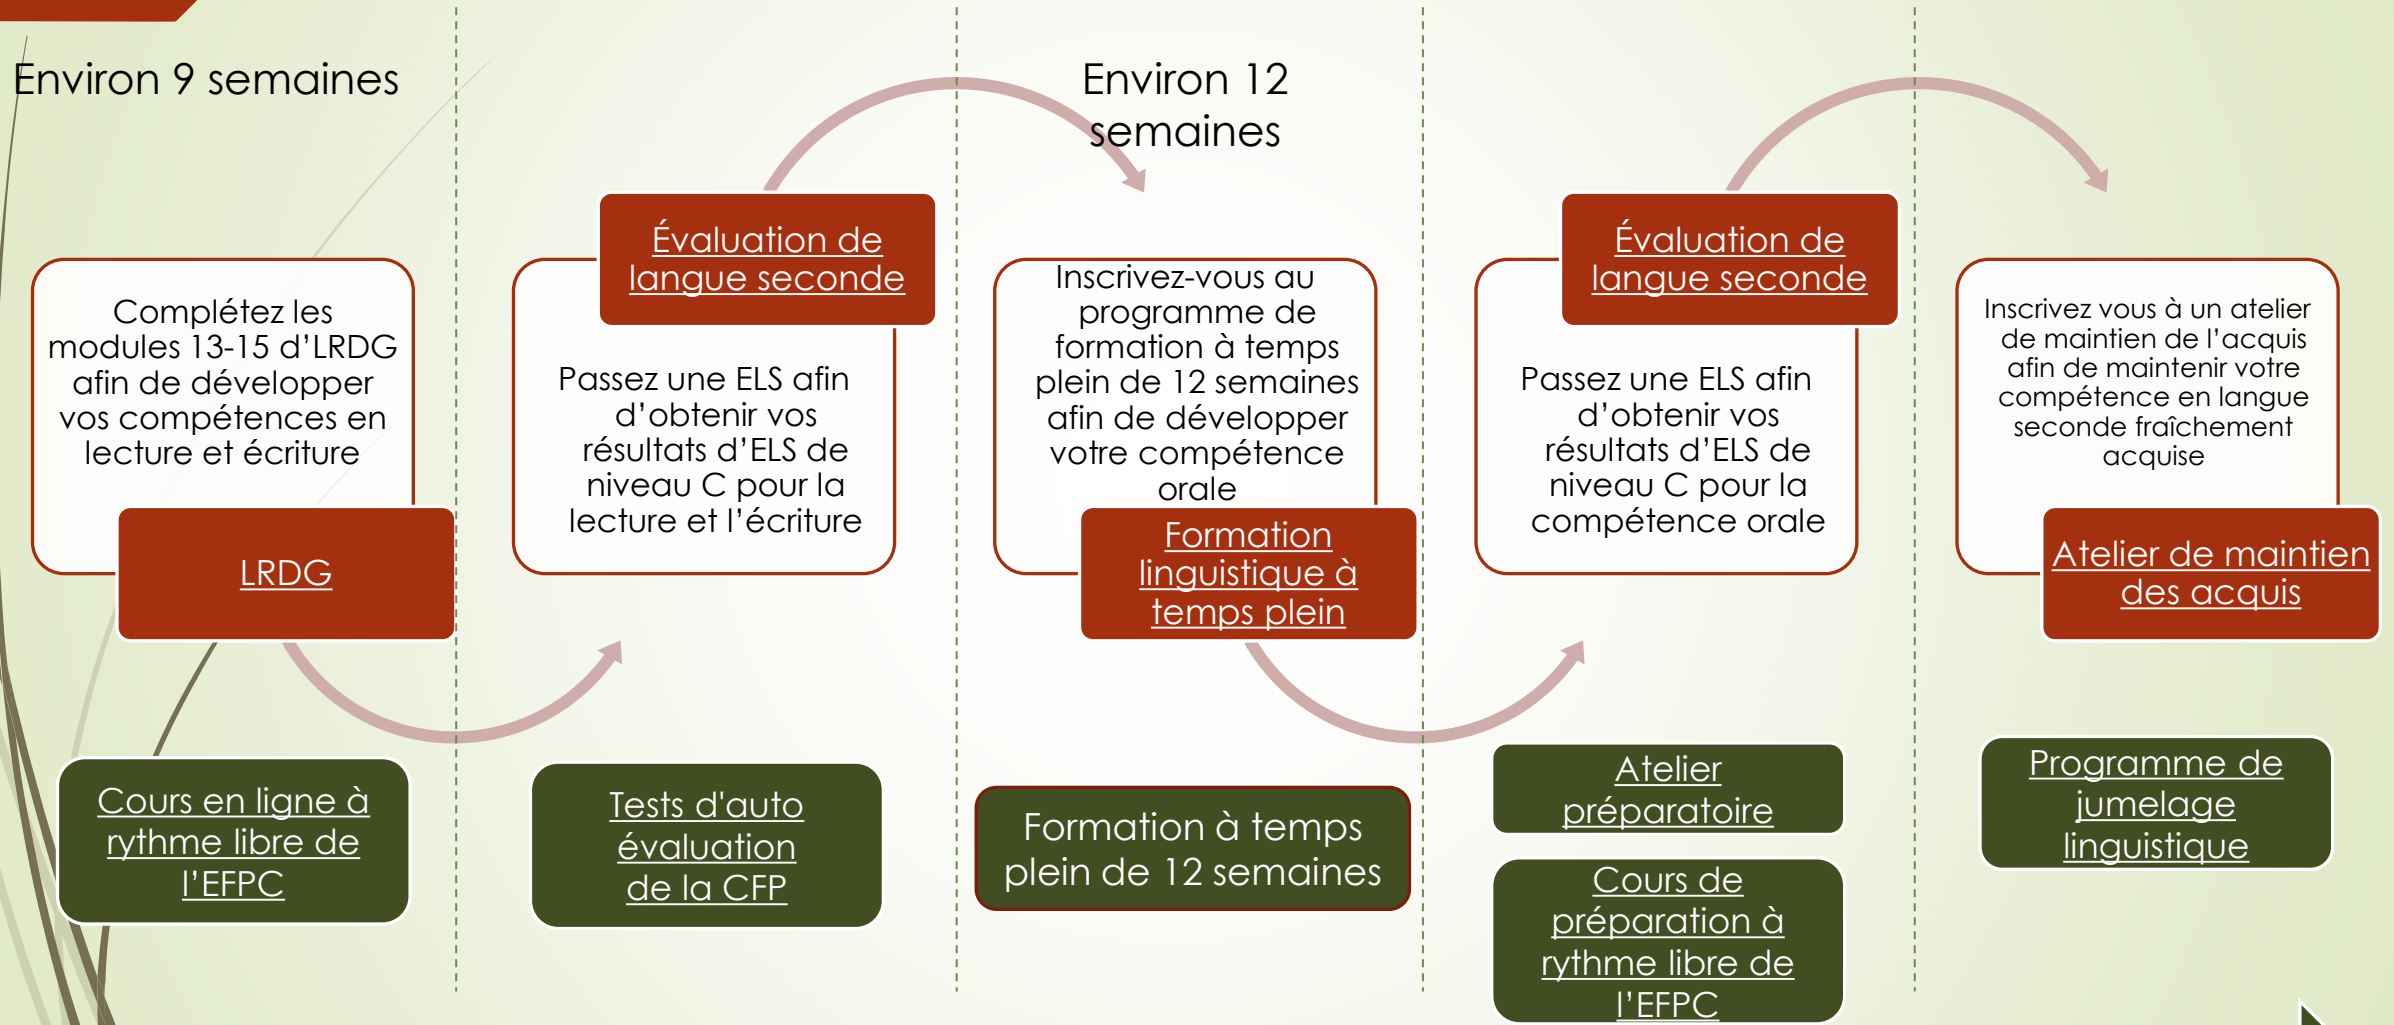 Environ 9 semaines
Complétez les
modules 13-15 d’LRDG
afin de développer
vos compétences en
lecture et écriture
LRDG
Cours en ligne à
rythme libre de
l’EFPC
Évaluation de
langue seconde
Passez une ELS afin
d’obtenir vos
résultats d’ELS de
niveau C pour la
lecture et l’écriture
Tests d'auto
évaluation
de la CFP
Environ 12
semaines
Inscrivez-vous au
programme de
formation à temps
plein de 12 semaines
afin de développer
votre compétence
orale
Formation
linguistique à
temps plein
Formation à temps
plein de 12 semaines
Évaluation de
langue seconde
Passez une ELS afin
d’obtenir vos
résultats d’ELS de
niveau C pour la
compétence orale
Atelier
préparatoire
Cours de
préparation à
rythme libre de
l’EFPC
Inscrivez vous à un atelier
de maintien de l’acquis
afin de maintenir votre
compétence en langue
seconde fraîchement
acquise
Atelier de maintien
des acquis
Programme de
jumelage
linguistique